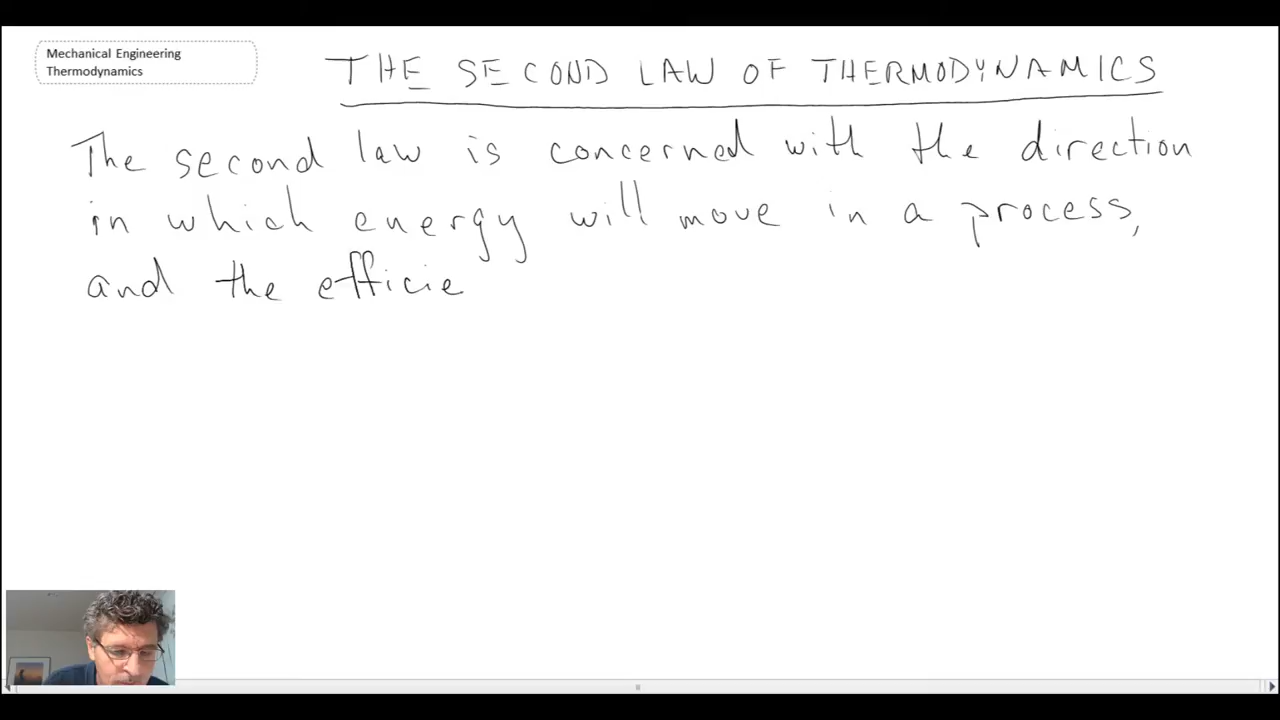 Mechanical Engineering
Thermodynamics
THE SECOND LAW OF THERMODYNAMICS
The second law is concerned with the direction
in which energy will move in a process,
and the efficie